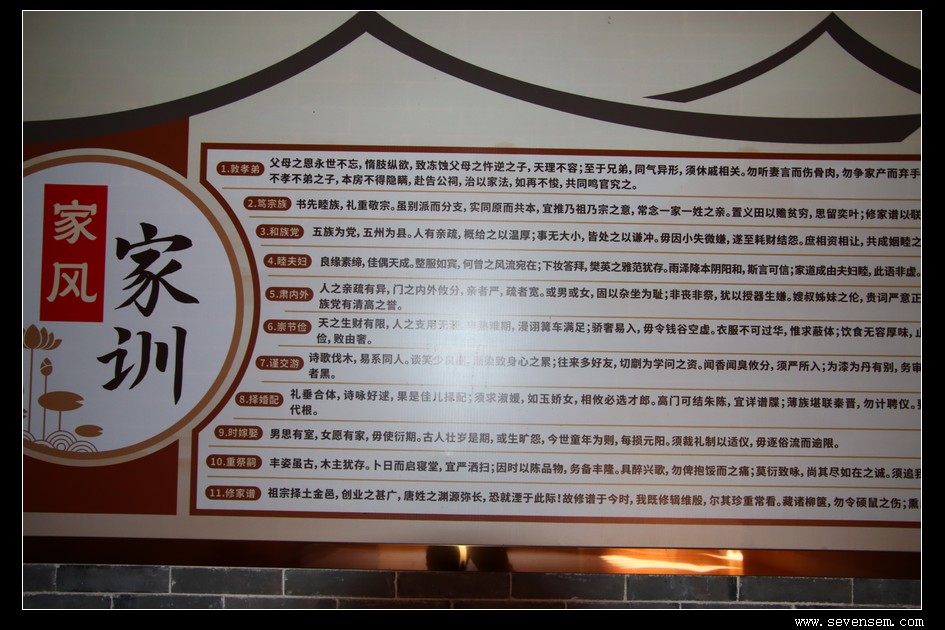 家风
家训
1.敦孝弟
父母之恩永世不忘，惰肢纵欲，致冻蚀父母之忤逆之子，天理不容；至于兄弟，同气异形，须休戚相关。勿听妻言而伤骨肉，勿争家产而弃手
不孝不弟之子，本房不得隐瞒，赴告公祠，治以家法，如再不悛，共同鸣官究之。
2.笃宗族
书先睦族，礼重敬宗。虽别派而分支，实同原而共本，宜推乃祖乃宗之意，常念一家一姓之亲。置义田以赡贫穷，思留奕叶；修家谱以联
3.和族党
五族为党，五州为县。人有亲疏，概给之以温厚；事无大小，皆处之以谦冲。毋因小失微嫌，遂至耗财结怨。庶相资相让，共成姻睦之
4.睦夫妇
良缘素缔，佳偶天成。整服如宾，何曾之风流宛在；下妆答拜，樊英之雅范犹存。雨泽降本阴阳和，斯言可信；家道成由夫妇睦，此语非虚。
5.肃内外
人之亲疏有异，门之内外攸分，亲者严，疏者宽。或男或女，固以杂坐为耻；非丧非祭，犹以授器生嫌。嫂叔姊妹之伦，贵词严意正
族党有清高之誉。
6.崇节俭
天之生财有限，人之支用无 期，漫诩篝车满足；骄奢易入，毋令钱谷空虚。衣服不可过华，惟求蔽体；饮食无容厚味，止
俭，败由奢。
7.谨交游
诗歌伐木，易系同人。谈笑少 致身心之累；往来多好友，切劘为学问之资。闻香闻臭攸分，须严所入；为漆为丹有别，务审
者黑。
8.择婚配
礼垂合体，诗咏好逑，果是佳儿择配；须求淑媛，如玉娇女，相攸必选才郎。高门可结朱陈，宜详谱牒；薄族堪联秦晋，勿计聘仪。
代根。
9.时嫁娶
男思有室，女愿有家，毋使衍期。古人壮岁是期，或生旷怨，今世童年为则，每损元阳。须裁礼制以适仪，毋逐俗流而逾限。
10.重祭嗣
丰姿虽古，木主犹存。卜日而启寝堂，宜严洒扫；因时以陈品物，务备丰隆。具醉兴歌，勿俾抱馁而之痛；莫衍致咏，尚其尽如在之诚。须追我
11.修家谱
祖宗择土金邑，创业之甚广，唐姓之渊源弥长，恐就湮于此际！故修谱于今时，我既修辑维殷，尔其珍重常看。藏诸柳箧，勿令硕鼠之伤；熏
www.sevensem.com